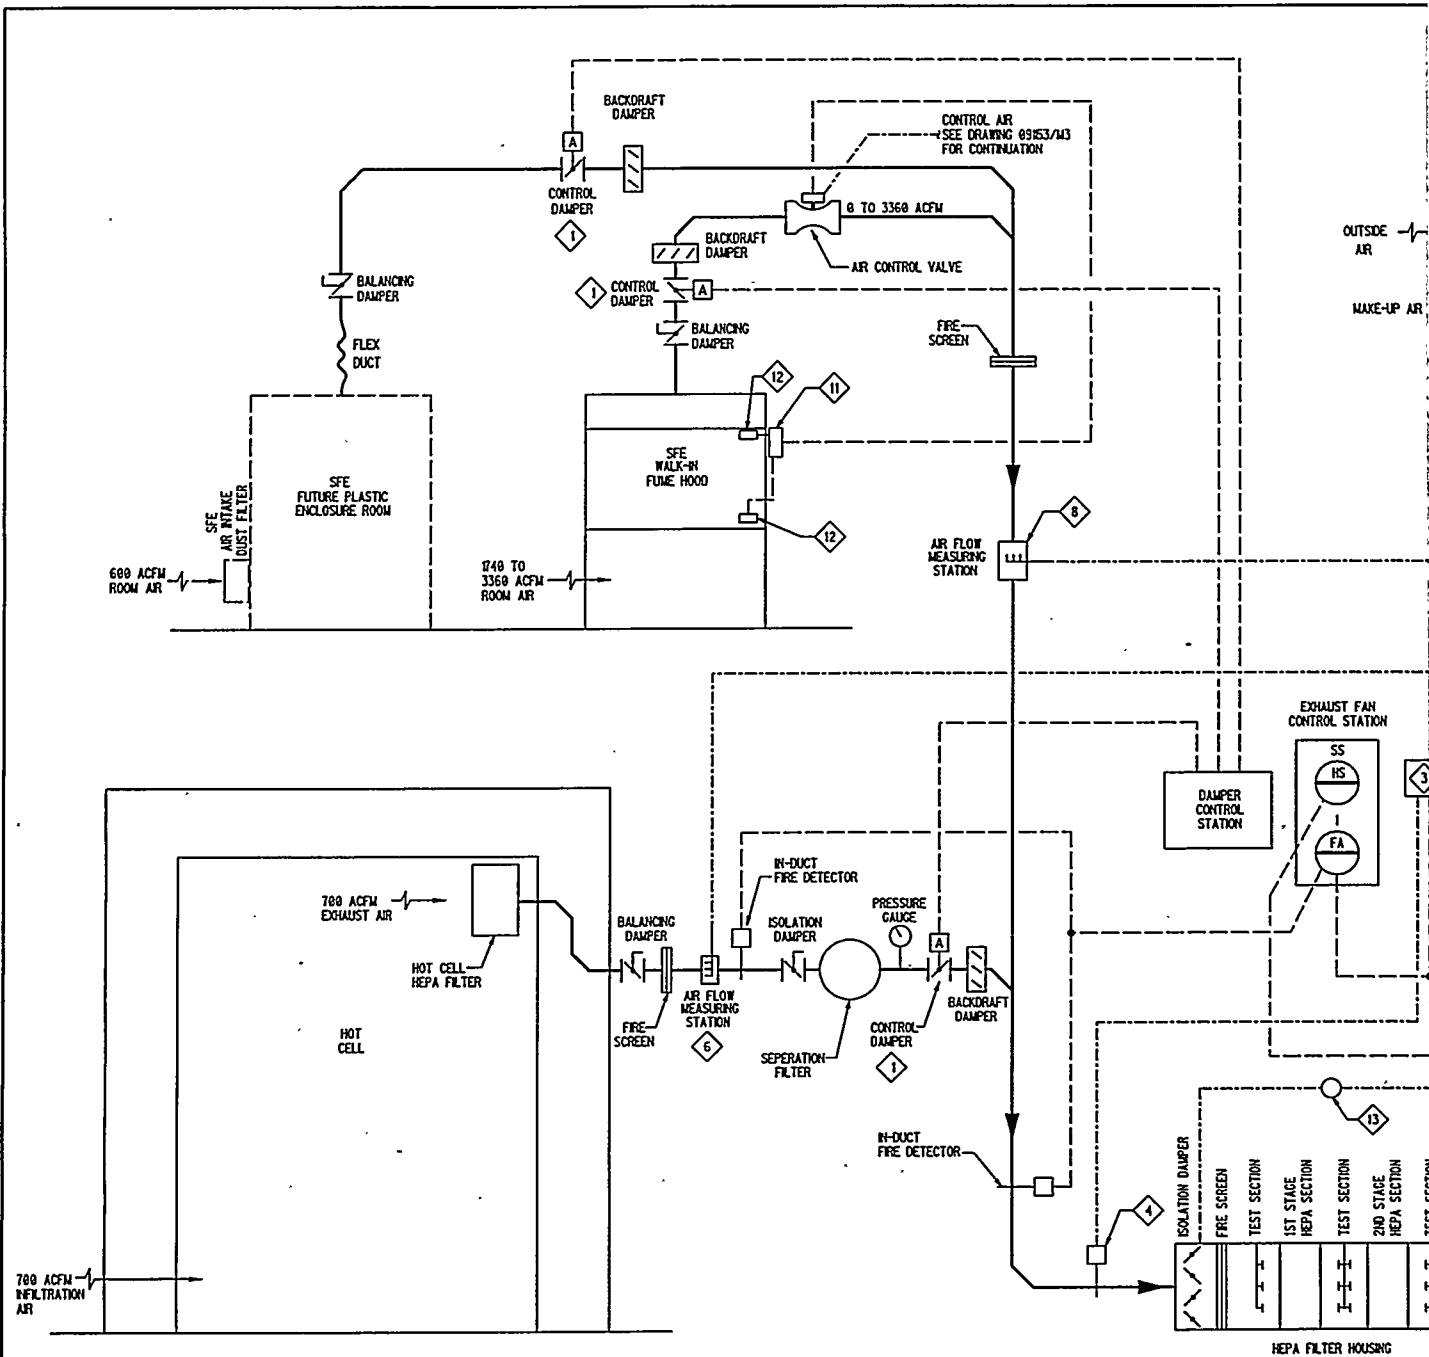 BACKDRAFT
DAMPER
A
CONTROL
DAMPER
1
CONTROL AIR
SEE DRAWING 09153/M3
FOR CONTINUATION
0 TO 3360 ACFM
AIR CONTROL VALVE
BACKDRAFT
DAMPER
1
CONTROL
DAMPER
A
BALANCING
DAMPER
BALANCING
DAMPER
FLEX
DUCT
OUTSIDE
AIR
MAKE-UP AIR
FIRE
SCREEN
12
11
SFE
FUTURE PLASTIC
ENCLOSURE ROOM
SFE
AIR INTAKE
DUST FILTER
SFE
WALK-IN
FUME HOOD
12
8
AIR FLOW
MEASURING
STATION
600 ACFM
ROOM AIR
1740 TO
3360 ACFM
ROOM AIR
EXHAUST FAN
CONTROL STATION
SS
HS
FA
3
DAMPER
CONTROL
STATION
700 ACFM
EXHAUST AIR
HOT CELL
HEPA FILTER
HOT
CELL
BALANCING
DAMPER
FIRE
SCREEN
AIR FLOW
MEASURING
STATION
6
IN-DUCT
FIRE DETECTOR
ISOLATION
DAMPER
SEPERATION
FILTER
PRESSURE
GAUGE
A
CONTROL
DAMPER
1
BACKDRAFT
DAMPER
IN-DUCT
FIRE DETECTOR
13
4
ISOLATION DAMPER
FIRE SCREEN
TEST SECTION
1ST STAGE
HEPA SECTION
TEST SECTION
2ND STAGE
HEPA SECTION
TEST SECTION
700 ACFM
INFILTRATION
AIR
HEPA FILTER HOUSING